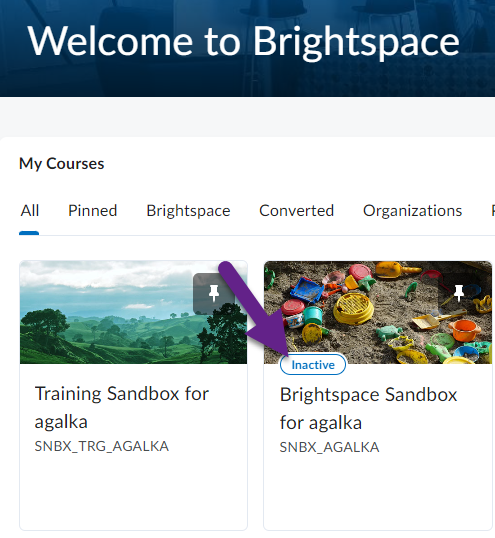 Welcome to Brightspace
My Courses
All Pinned Brightspace Converted Organizations
Inactive
Training Sandbox for
agalka
SNBX_TRG_AGALKA
Brightspace Sandbox
for agalka
SNBX_AGALKA